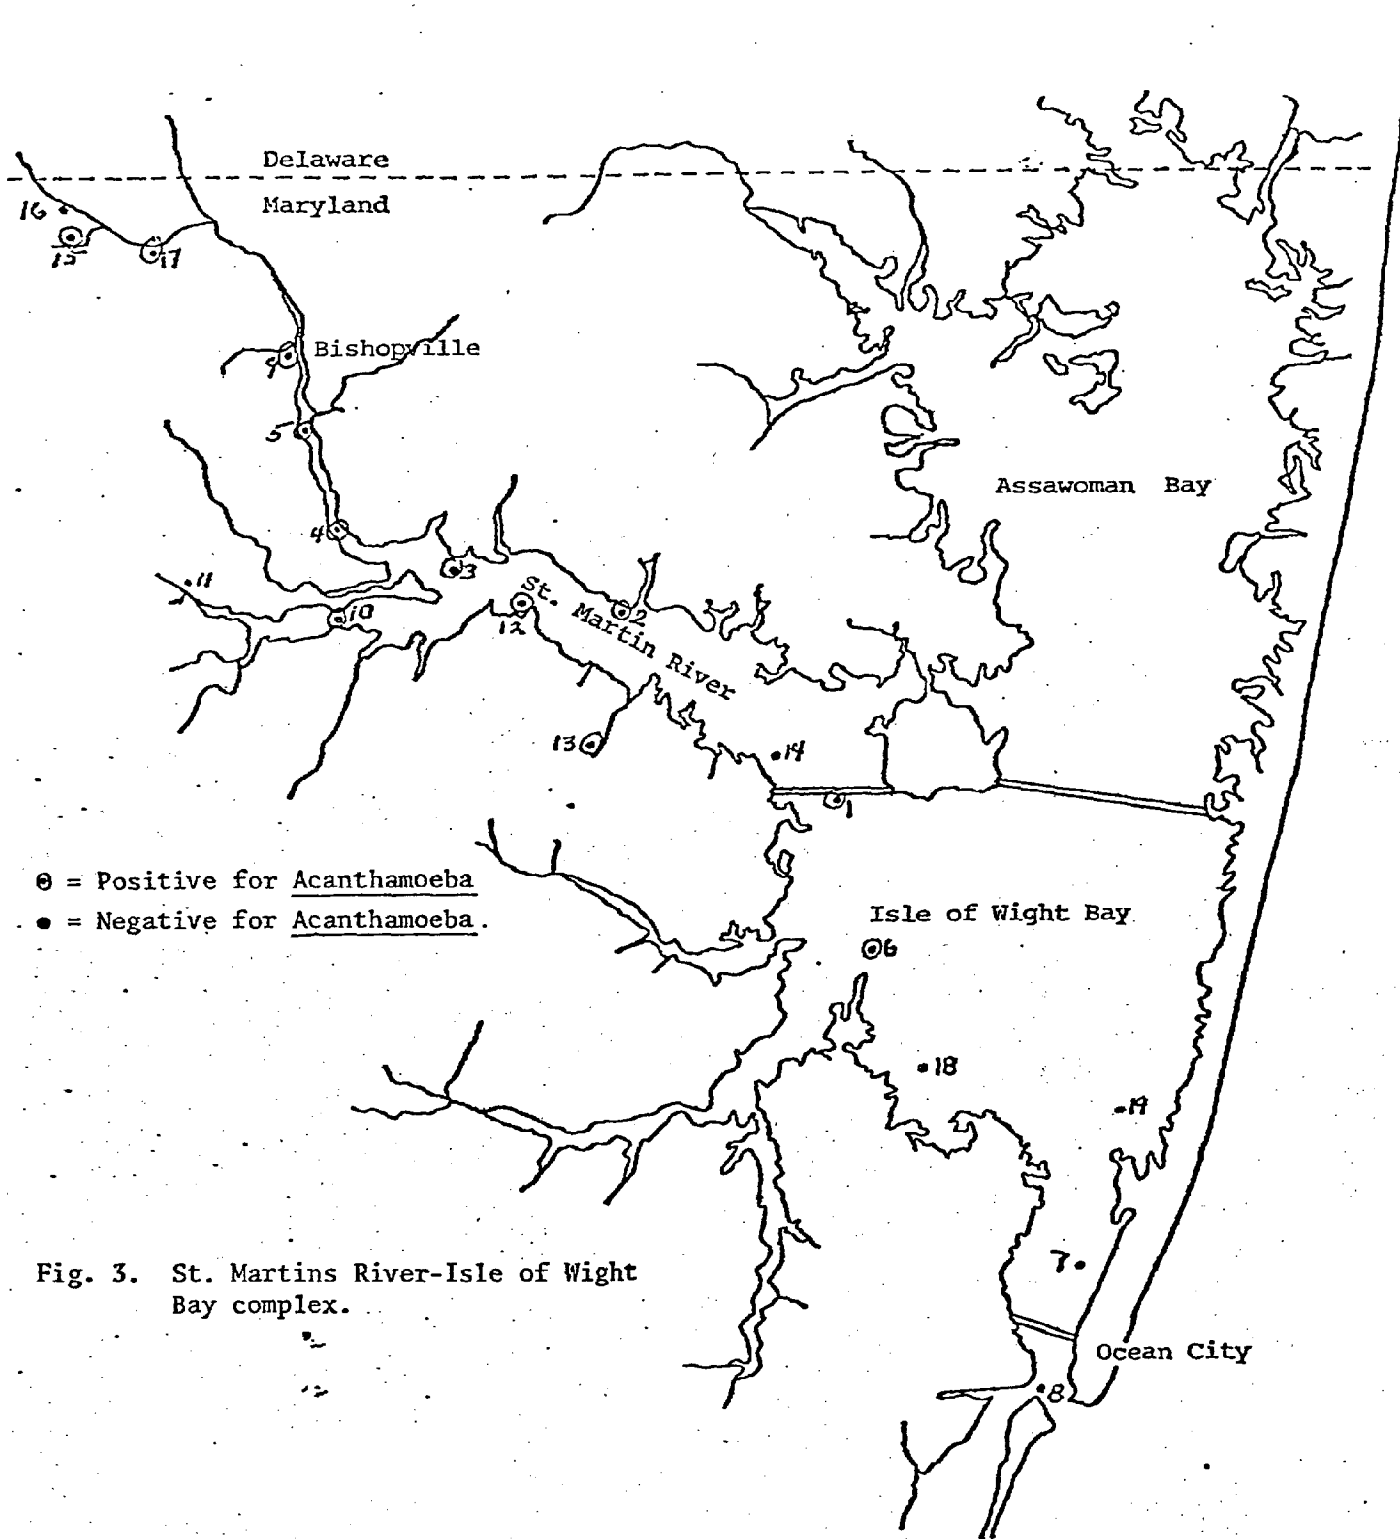 Delaware
Maryland
16
15
17
Bishopville
9
5
Assawoman Bay
4
3
11
10
12
2
St. Martin River
13
14
1
⊙ = Positive for Acanthamoeba
● = Negative for Acanthamoeba.
Isle of Wight Bay
6
18
19
7
Fig. 3. St. Martins River-Isle of Wight
Bay complex.
Ocean City
8